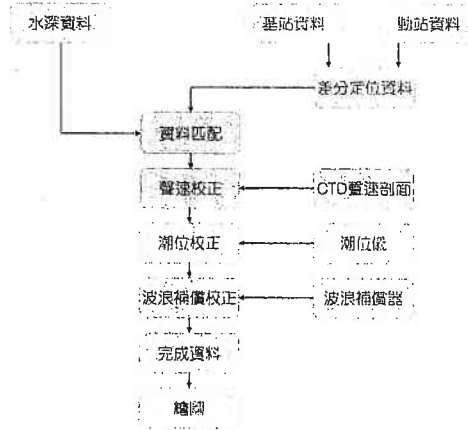 水深資料
基站資料
動站資料
差分定位資料
資料匹配
聲速校正
CTD聲速剖面
潮位校正
潮位儀
波浪補償校正
波浪補償器
完成資料
繪圖